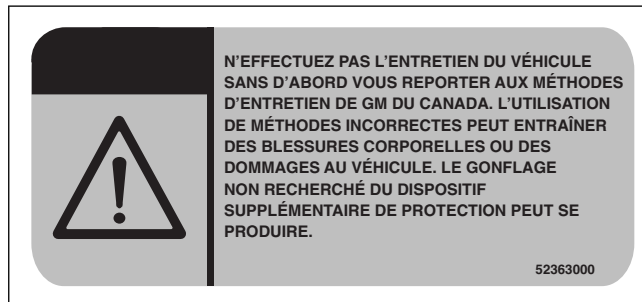 N'EFFECTUEZ PAS L'ENTRETIEN DU VÉHICULE
SANS D'ABORD VOUS REPORTER AUX MÉTHODES
D'ENTRETIEN DE GM DU CANADA. L'UTILISATION
DE MÉTHODES INCORRECTES PEUT ENTRAÎNER
DES BLESSURES CORPORELLES OU DES
DOMMAGES AU VÉHICULE. LE GONFLAGE
NON RECHERCHÉ DU DISPOSITIF
SUPPLÉMENTAIRE DE PROTECTION PEUT SE
PRODUIRE.
52363000